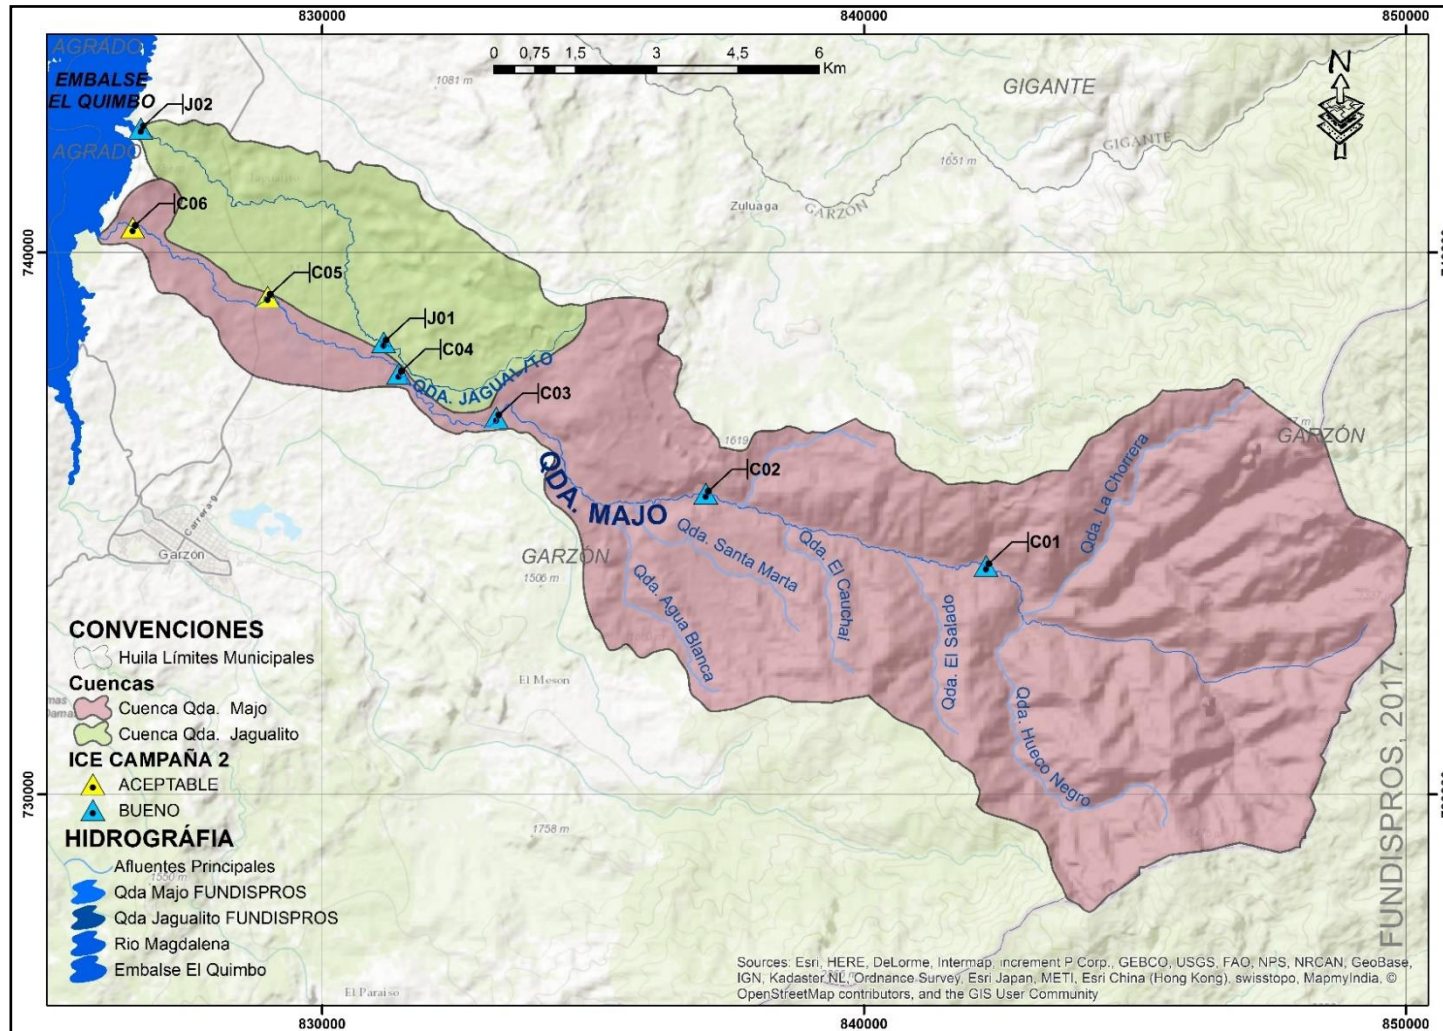 830000
840000
850000
0 0,75 1,5 3 4,5 6
Km
N
AGRADO
EMBALSE
EL QUIMBO
J02
AGRADO
1081 m
GIGANTE
GIGANTE
1651 m
Zuluaga
GARZÓN
Jagualito
C06
740000
C05
J01
C04
QDA. JAGUALITO
C03
1619
GARZÓN
C02
QDA. MAJO
Qda. La Chorrera
Carrera 9
Garzón
GARZÓN
1506 m
Qda. Santa Marta
Qda. El Cauchal
C01
Qda. Agua Blanca
Qda. El Salado
El Meson
Qda. Hueco Negro
1758 m
1550 m
El Paraiso
730000
CONVENCIONES
Huila Límites Municipales
Cuencas
Cuenca Qda. Majo
Cuenca Qda. Jagualito
ICE CAMPAÑA 2
ACEPTABLE
BUENO
HIDROGRÁFIA
Afluentes Principales
Qda Majo FUNDISPROS
Qda Jagualito FUNDISPROS
Rio Magdalena
Embalse El Quimbo
FUNDISPROS, 2017.
Sources: Esri, HERE, DeLorme, Intermap, increment P Corp., GEBCO, USGS, FAO, NPS, NRCAN, GeoBase,
IGN, Kadaster NL, Ordnance Survey, Esri Japan, METI, Esri China (Hong Kong), swisstopo, MapmyIndia, ©
OpenStreetMap contributors, and the GIS User Community
830000
840000
850000